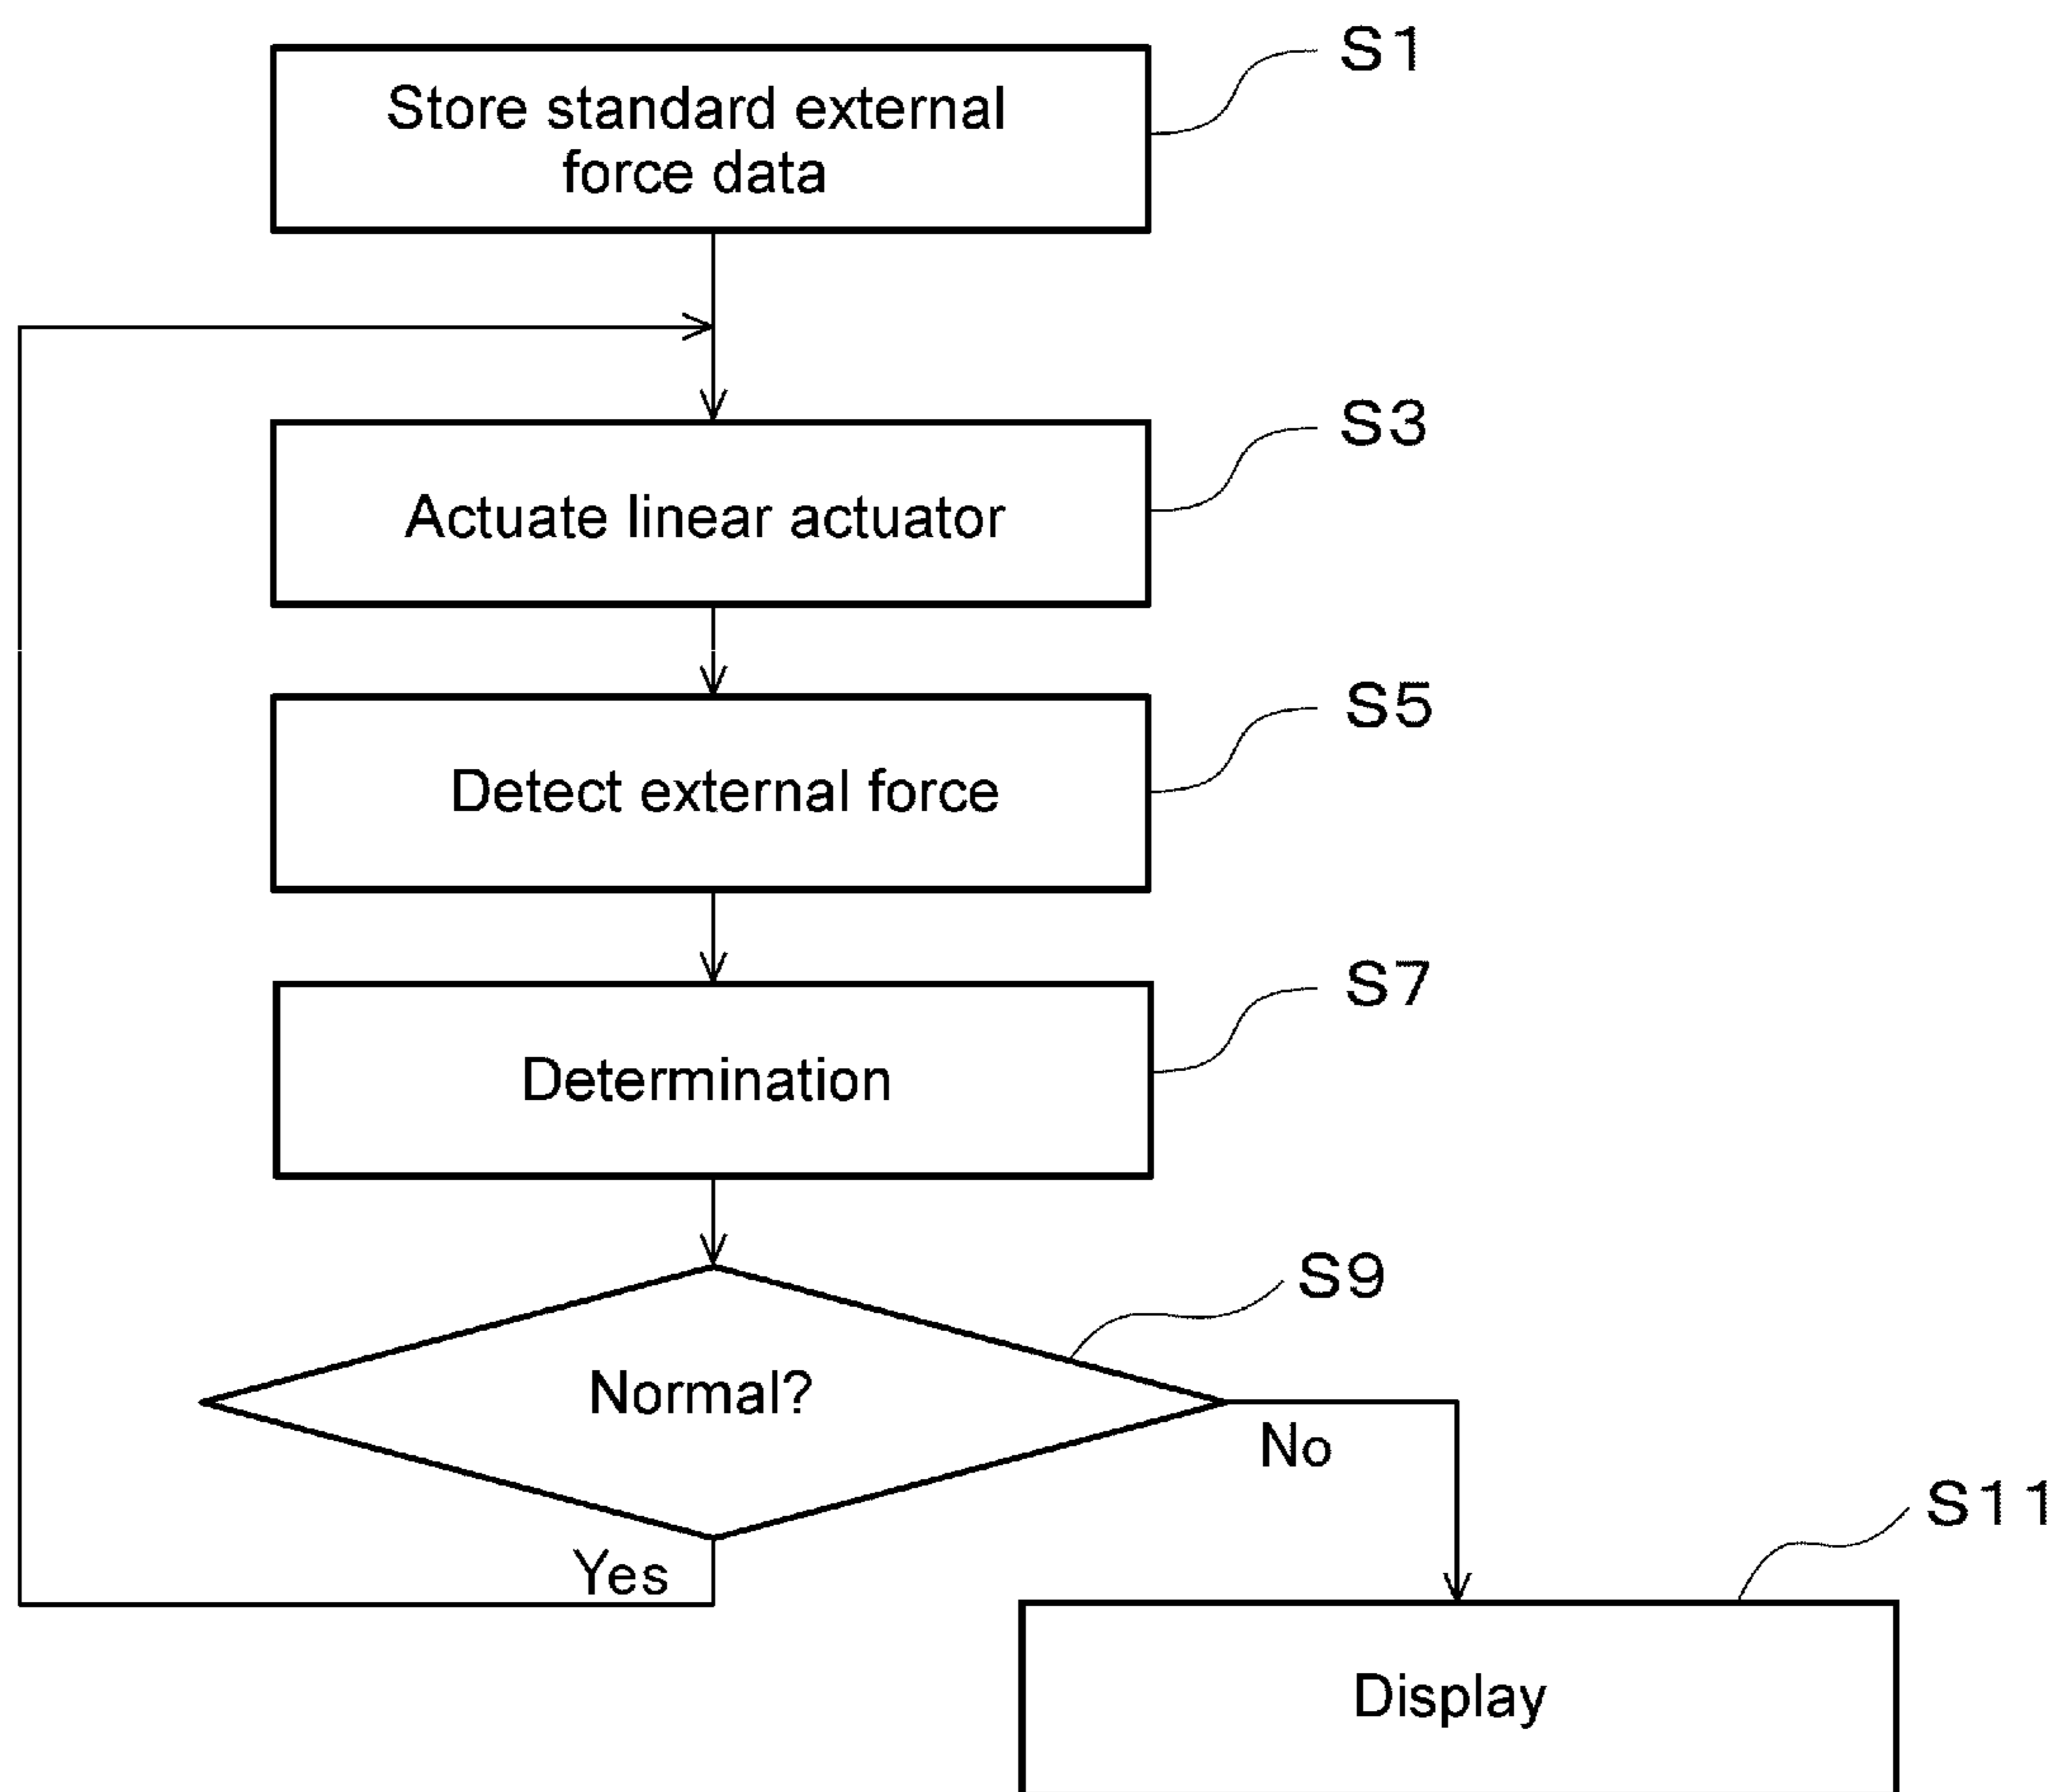 S1
Store standard external
force data
S3
Actuate linear actuator
S5
Detect external force
S7
Determination
S9
Normal?
No
Yes
S11
Display